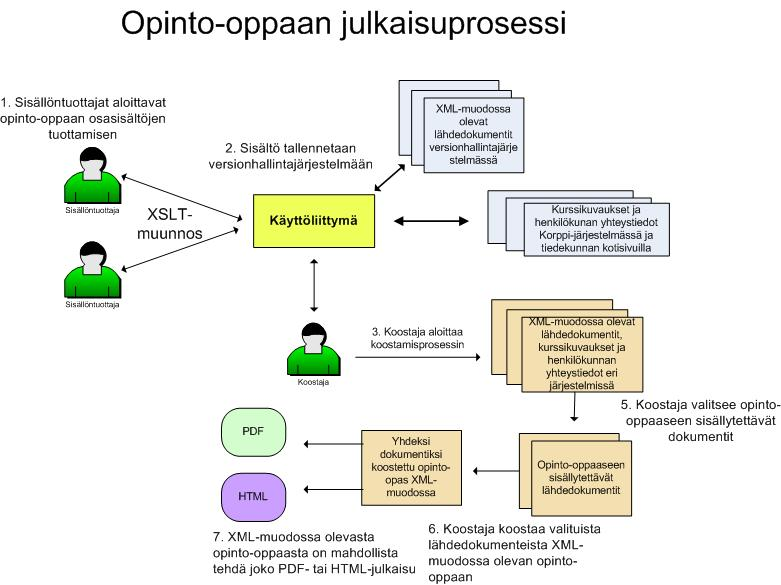 Opinto-oppaan julkaisuprosessi
1. Sisällöntuottajat aloittavat
opinto-oppaan osasisältöjen
tuottamisen
Sisällöntuottaja
Sisällöntuottaja
XSLT-
muunnos
2. Sisältö tallennetaan
versionhallintajärjestelmään
Käyttöliittymä
XML-muodossa
olevat
lähdedokumentit
versionhallintajärje
stelmässä
Kurssikuvaukset ja
henkilökunnan yhteystiedot
Korppi-järjestelmässä ja
tiedekunnan kotisivuilla
Koostaja
3. Koostaja aloittaa
koostamisprosessin
XML-muodossa olevat
lähdedokumentit,
kurssikuvaukset ja
henkilökunnan
yhteystiedot eri
järjestelmissä
5. Koostaja valitsee opinto-
oppaaseen sisällytettävät
dokumentit
Opinto-oppaaseen
sisällytettävät
lähdedokumentit
6. Koostaja koostaa valituista
lähdedokumenteista XML-
muodossa olevan opinto-
oppaan
Yhdeksi
dokumentiksi
koostettu opinto-
opas XML-
muodossa
PDF
HTML
7. XML-muodossa olevasta
opinto-oppaasta on mahdollista
tehdä joko PDF- tai HTML-julkaisu